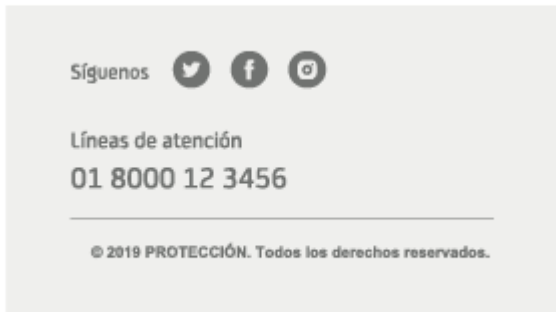 Síguenos
Líneas de atención
01 8000 12 3456
© 2019 PROTECCIÓN. Todos los derechos reservados.